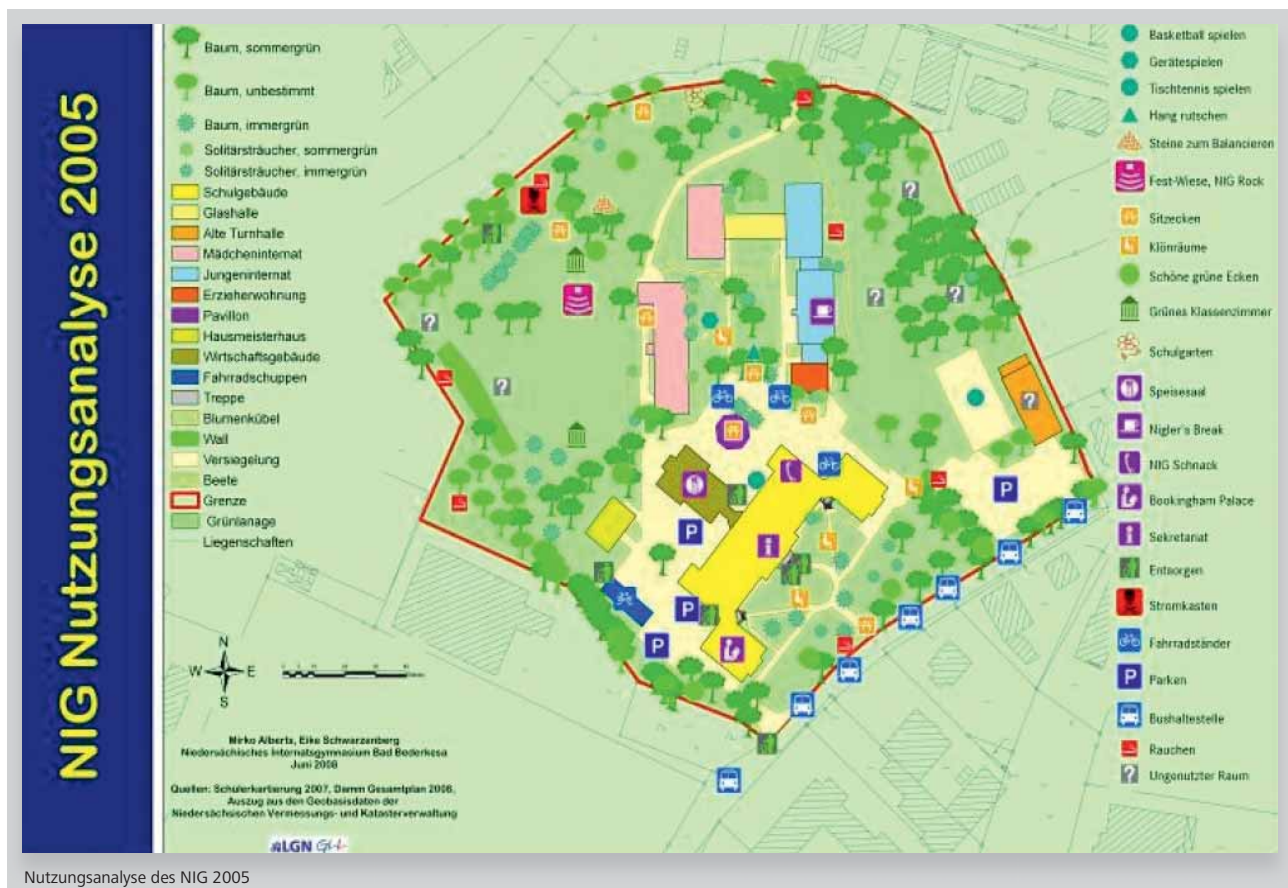 NIG Nutzungsanalyse 2005
Baum, sommergrün
Baum, unbestimmt
Baum, immergrün
Solitärsträucher, sommergrün
Solitärsträucher, immergrün
Schulgebäude
Glashalle
Alte Turnhalle
Mädcheninternat
Jungeninternat
Erzieherwohnung
Pavillon
Hausmeisterhaus
Wirtschaftsgebäude
Fahrradschuppen
Treppe
Blumenkübel
Wall
Versiegelung
Beete
Grenze
Grünlanage
Liegenschaften
N
W E
S
Mirko Alberts, Eike Schwarzenberg
Niedersächsisches Internatsgymnasium Bad Bederkesa
Juni 2008
Quellen: Schülerkartierung 2007, Damm Gesamtplan 2006,
Auszug aus den Geobasisdaten der
Niedersächsischen Vermessungs- und Katasterverwaltung
LGN
P
P
P
P
?
?
?
?
?
?
Basketball spielen
Gerätespielen
Tischtennis spielen
Hang rutschen
Steine zum Balancieren
Fest-Wiese, NIG Rock
Sitzecken
Klönräume
Schöne grüne Ecken
Grünes Klassenzimmer
Schulgarten
Speisesaal
Nigler's Break
NIG Schnack
Bookingham Palace
Sekretariat
Entsorgen
Stromkasten
Fahrradständer
P Parken
Bushaltestelle
Rauchen
? Ungenutzter Raum
Nutzungsanalyse des NIG 2005